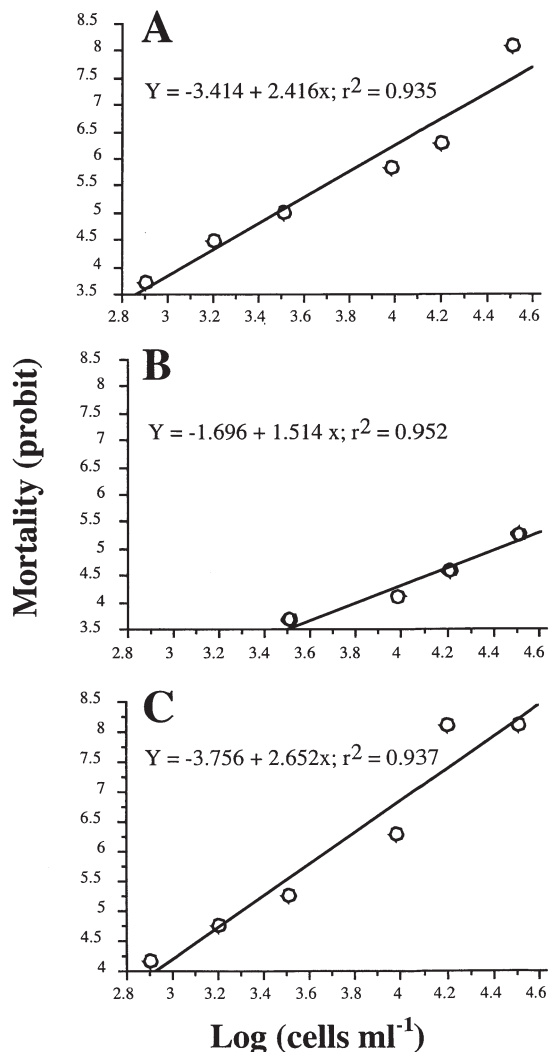 A
8.5
8
7.5
7
6.5
6
5.5
5
4.5
4
3.5
Y = -3.414 + 2.416x; r2 = 0.935
2.8 3 3.2 3.4 3.6 3.8 4 4.2 4.4 4.6
B
8.5
8
7.5
7
6.5
6
5.5
5
4.5
4
3.5
Y = -1.696 + 1.514 x; r2 = 0.952
2.8 3 3.2 3.4 3.6 3.8 4 4.2 4.4 4.6
Mortality (probit)
C
8.5
8
7.5
7
6.5
6
5.5
5
4.5
4
Y = -3.756 + 2.652x; r2 = 0.937
2.8 3 3.2 3.4 3.6 3.8 4 4.2 4.4 4.6
Log (cells ml-1)